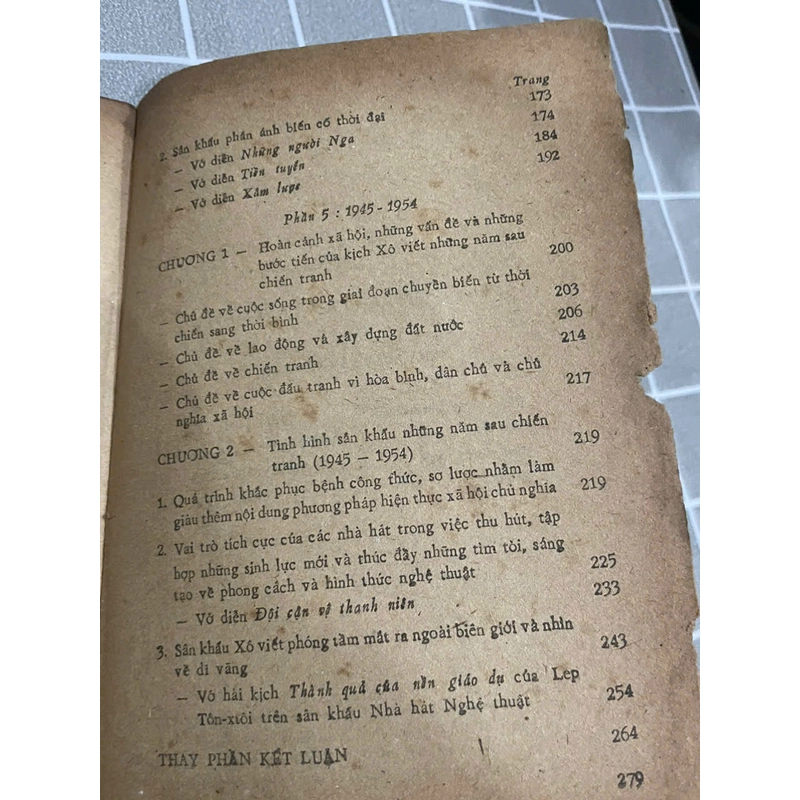 Trang
2. Sân khấu phản ánh biến cố thời đại 173
– Vở diễn Những người Nga 174
– Vở diễn Tiền tuyến 184
– Vở diễn Xâm lược 192
Phần 5 : 1945 - 1954
CHƯƠNG 1 — Hoàn cảnh xã hội, những vấn đề và những
bước tiến của kịch Xô viết những năm sau
chiến tranh 200
– Chủ đề về cuộc sống trong giai đoạn chuyển biến từ thời
chiến sang thời bình 203
– Chủ đề về lao động và xây dựng đất nước 206
– Chủ đề về chiến tranh 214
– Chủ đề về cuộc đấu tranh vì hòa bình, dân chủ và chủ
nghĩa xã hội 217
CHƯƠNG 2 — Tình hình sân khấu những năm sau chiến
tranh (1945 – 1954) 219
1. Quá trình khắc phục bệnh công thức, sơ lược nhằm làm
giàu thêm nội dung phương pháp hiện thực xã hội chủ nghĩa 219
2. Vai trò tích cực của các nhà hát trong việc thu hút, tập
hợp những sinh lực mới và thúc đẩy những tìm tòi, sáng
tạo về phong cách và hình thức nghệ thuật 225
– Vở diễn Đội cận vệ thanh niên 233
3. Sân khấu Xô viết phóng tầm mắt ra ngoài biên giới và nhìn
về dĩ vãng 243
– Vở hài kịch Thành quả của nền giáo dụ của Lep
Tôn-xtôi trên sân khấu Nhà hát Nghệ thuật 254
THAY PHẦN KẾT LUẬN 264
279